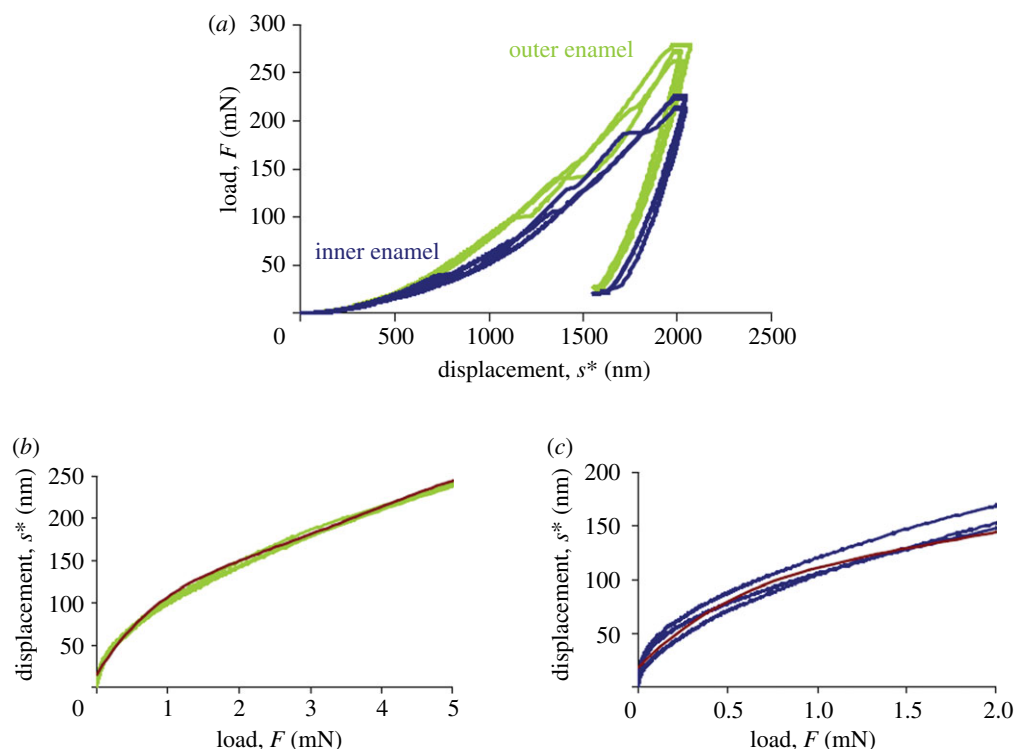 (a)
300
250
200
150
100
50
0
load, F (mN)
outer enamel
inner enamel
500
1000
1500
2000
2500
displacement, s* (nm)
(b)
250
200
150
100
50
0
displacement, s* (nm)
1
2
3
4
5
load, F (mN)
(c)
200
150
100
50
0
displacement, s* (nm)
0.5
1.0
1.5
2.0
load, F (mN)